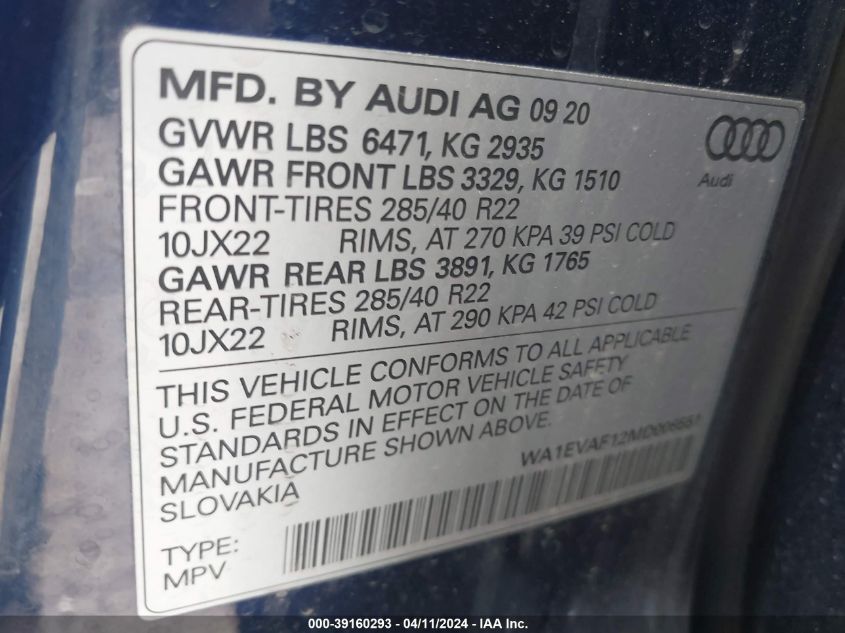 MFD. BY AUDI AG 09 20
GVWR LBS 6471, KG 2935
GAWR FRONT LBS 3329, KG 1510
FRONT-TIRES 285/40 R22
10JX22 RIMS, AT 270 KPA 39 PSI COLD
GAWR REAR LBS 3891, KG 1765
REAR-TIRES 285/40 R22
10JX22 RIMS, AT 290 KPA 42 PSI COLD
Audi
THIS VEHICLE CONFORMS TO ALL APPLICABLE
U.S. FEDERAL MOTOR VEHICLE SAFETY
STANDARDS IN EFFECT ON THE DATE OF
MANUFACTURE SHOWN ABOVE.
SLOVAKIA
TYPE:
MPV
000-39160293 - 04/11/2024 - IAA Inc.